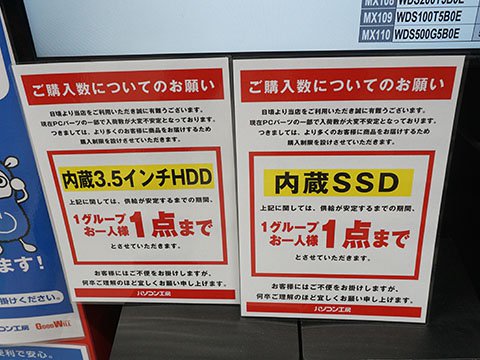 MX108 WDS200T5B0E
MX109 WDS100T5B0E
MX110 WDS500G5B0E
ご購入数についてのお願い
日頃より当店をご利用いただき誠に有難うございます。
現在PCパーツの一部で入荷数が大変不安定となっております。
つきましては、より多くのお客様に商品をお届けするため
購入制限を設けさせていただきます。
内蔵3.5インチHDD
上記に関しては、供給が安定するまでの期間、
1グループ
お一人様
1点まで
とさせていただきます。
お客様にはご不便をお掛けしますが、
何卒ご理解のほど宜しくお願い申し上げます。
パソコン工房
ご購入数についてのお願い
日頃より当店をご利用いただき誠に有難うございます。
現在PCパーツの一部で入荷数が大変不安定となっております。
つきましては、より多くのお客様に商品をお届けするため
購入制限を設けさせていただきます。
内蔵SSD
上記に関しては、供給が安定するまでの期間、
1グループ
お一人様
1点まで
とさせていただきます。
お客様にはご不便をお掛けしますが、
何卒ご理解のほど宜しくお願い申し上げます。
パソコン工房
ます!
掛けください。
ソコン工房 GOODWILL
便利で安心。